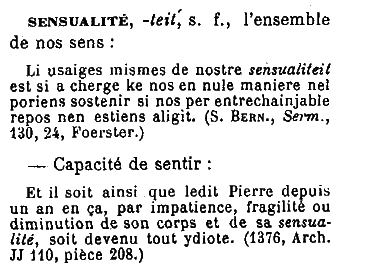 SENSUALITÉ, -teit, s. f., l'ensemble
de nos sens :
Li usaiges mismes de nostre sensualiteit
est si a cherge ke nos en nule maniere nel
poriens sostenir si nos per entrechainjable
repos nen estiens aligit. (S. BERN., Serm.,
130, 24, Foerster.)
— Capacité de sentir :
Et il soit ainsi que ledit Pierre depuis
un an en ça, par impatience, fragilité ou
diminution de son corps et de sa sensua-
lité, soit devenu tout ydiote. (1376, Arch.
JJ 110, pièce 208.)